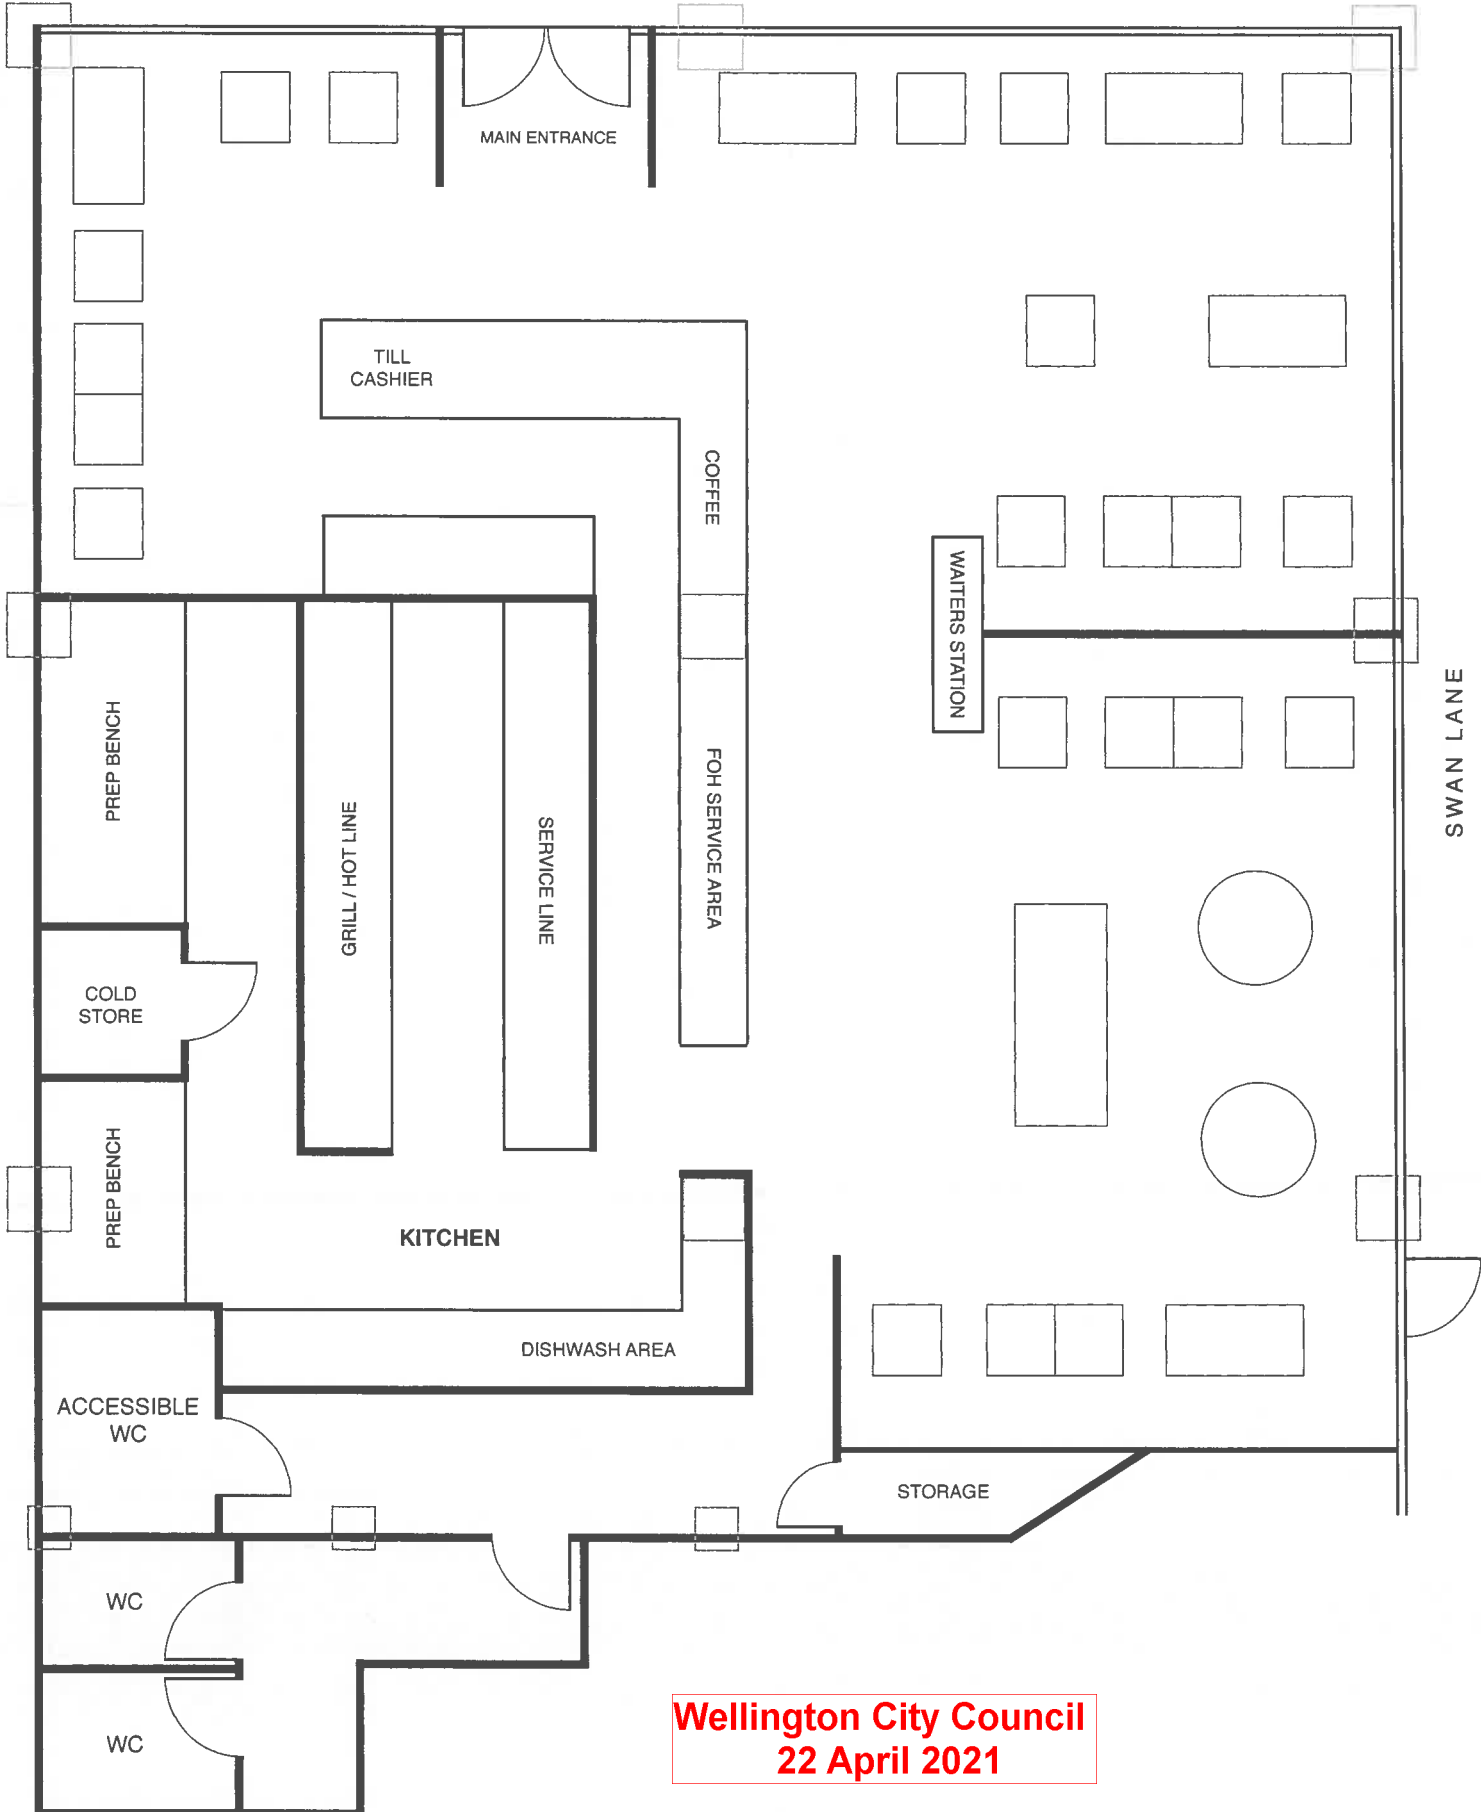 MAIN ENTRANCE
TILL
CASHIER
COFFEE
WAITERS STATION
PREP BENCH
GRILL / HOT LINE
SERVICE LINE
FOH SERVICE AREA
SWAN LANE
COLD
STORE
PREP BENCH
KITCHEN
DISHWASH AREA
ACCESSIBLE
WC
STORAGE
WC
WC
Wellington City Council
22 April 2021